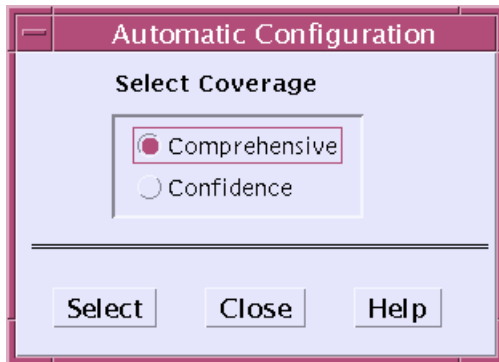 Automatic Configuration
Select Coverage
Comprehensive
Confidence
Select Close Help